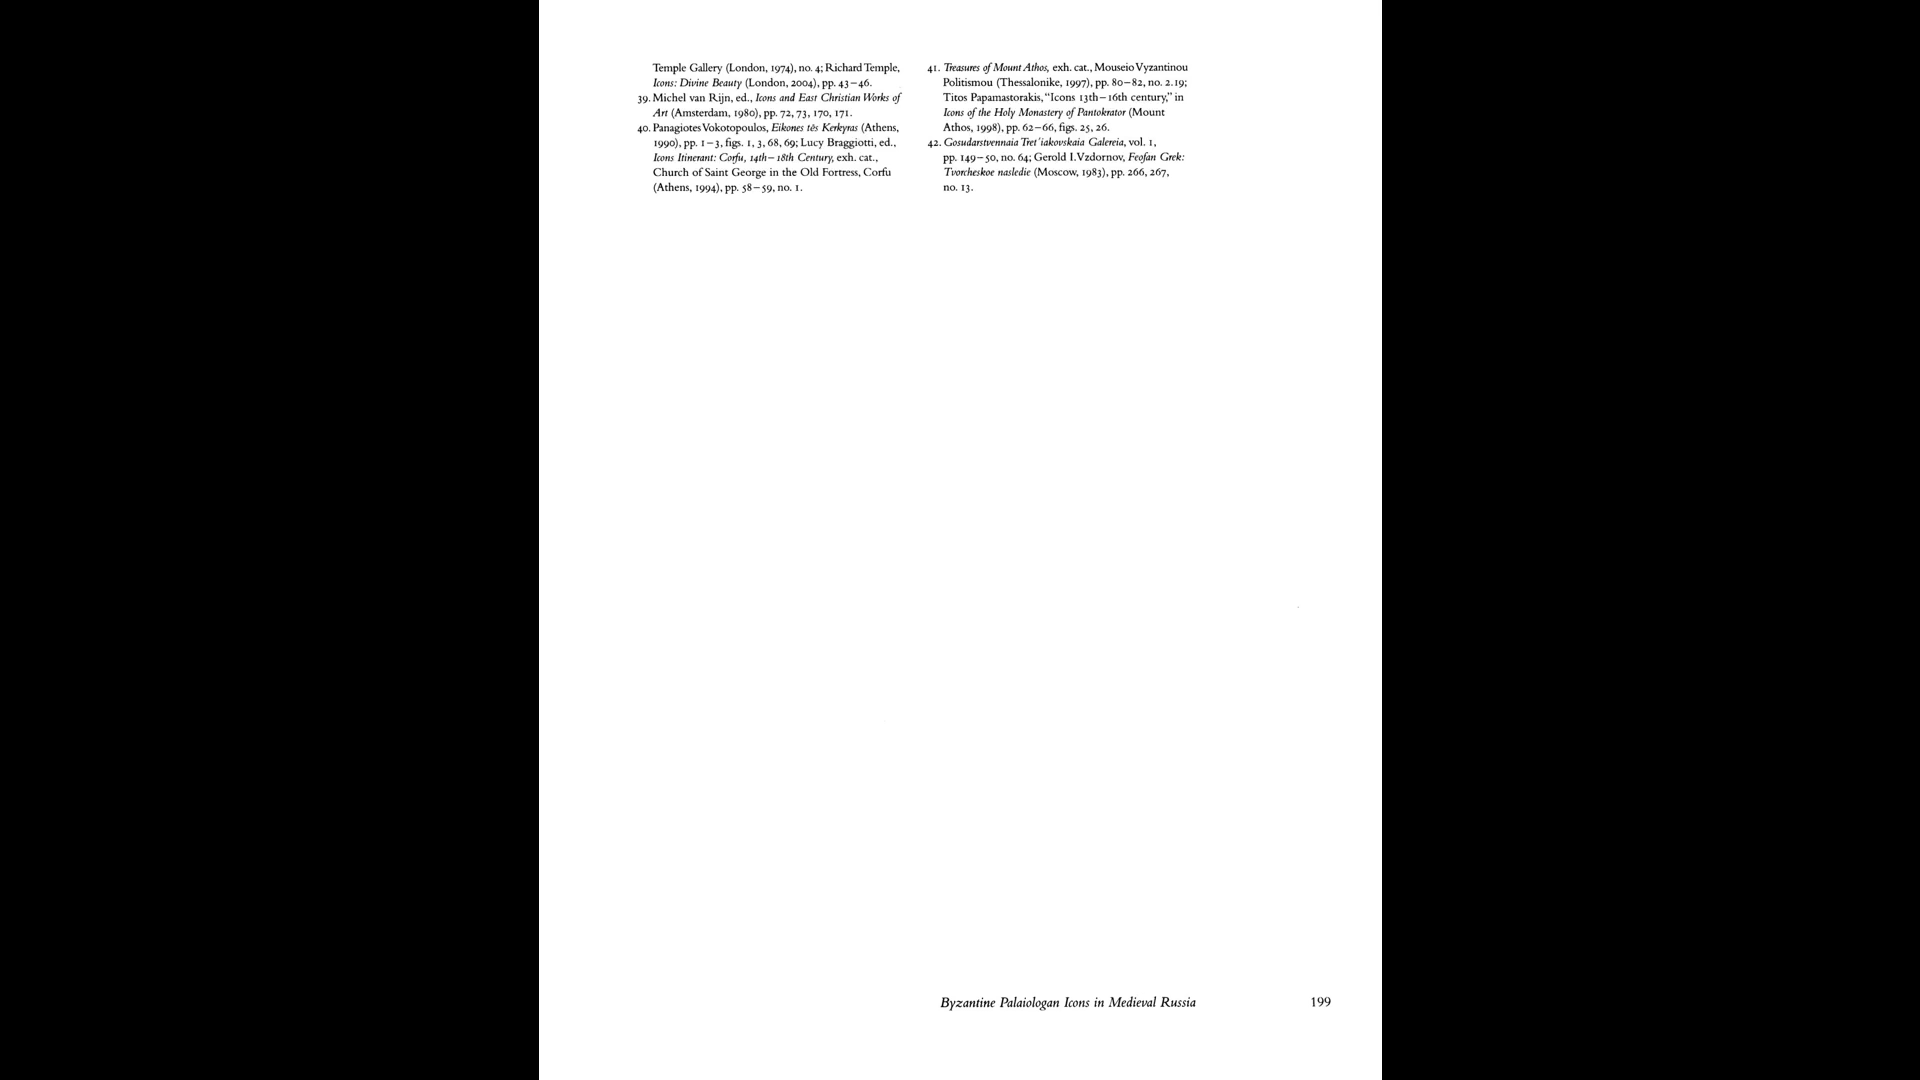 Temple Gallery (London, 1974), no. 4; Richard Temple,
Icons: Divine Beauty (London, 2004), pp. 43–46.
39. Michel van Rijn, ed., Icons and East Christian Works of
Art (Amsterdam, 1980), pp. 72, 73, 170, 171.
40. Panagiotes Vokotopoulos, Eikones tēs Kerkyras (Athens,
1990), pp. 1–3, figs. 1, 3, 68, 69; Lucy Braggiotti, ed.,
Icons Itinerant: Corfu, 14th–18th Century, exh. cat.,
Church of Saint George in the Old Fortress, Corfu
(Athens, 1994), pp. 58–59, no. 1.
41. Treasures of Mount Athos, exh. cat., Mouseio Vyzantinou
Politismou (Thessalonike, 1997), pp. 80–82, no. 2.19;
Titos Papamastorakis, “Icons 13th–16th century,” in
Icons of the Holy Monastery of Pantokrator (Mount
Athos, 1998), pp. 62–66, figs. 25, 26.
42. Gosudarstvennaia Tret′iakovskaia Galereia, vol. 1,
pp. 149–50, no. 64; Gerold I. Vzdornov, Feofan Grek:
Tvorcheskoe nasledie (Moscow, 1983), pp. 266, 267,
no. 13.
Byzantine Palaiologan Icons in Medieval Russia 199